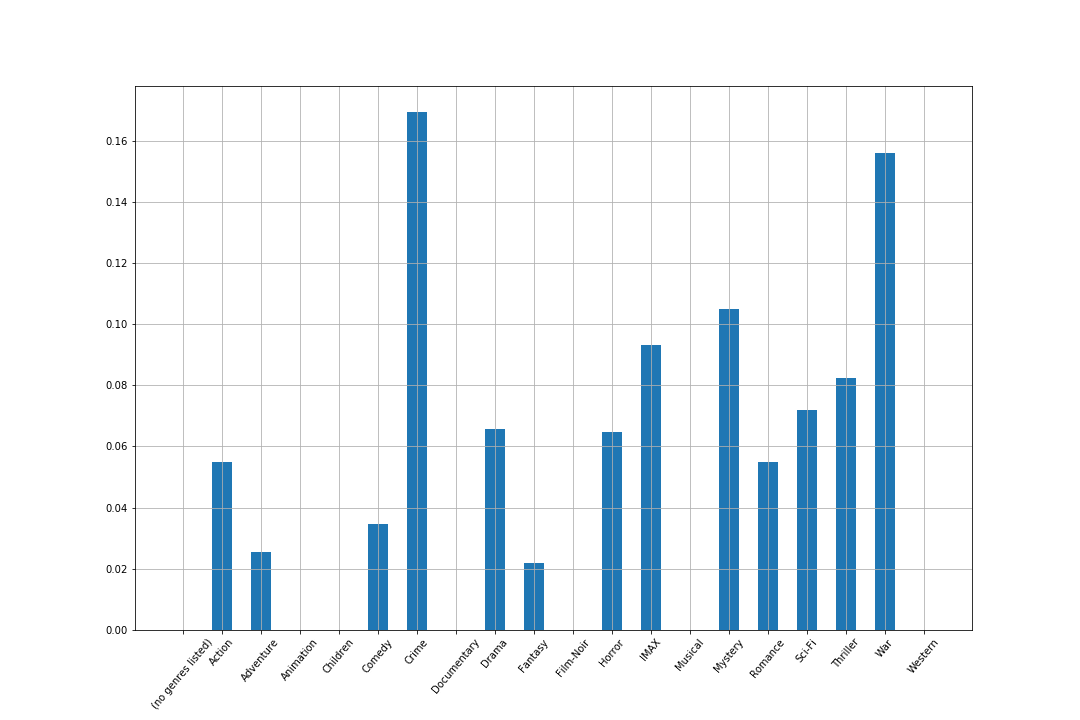 0.16
0.14
0.12
0.10
0.08
0.06
0.04
0.02
0.00
(no genres listed)
Action
Adventure
Animation
Children
Comedy
Crime
Documentary
Drama
Fantasy
Film-Noir
Horror
IMAX
Musical
Mystery
Romance
Sci-Fi
Thriller
War
Western